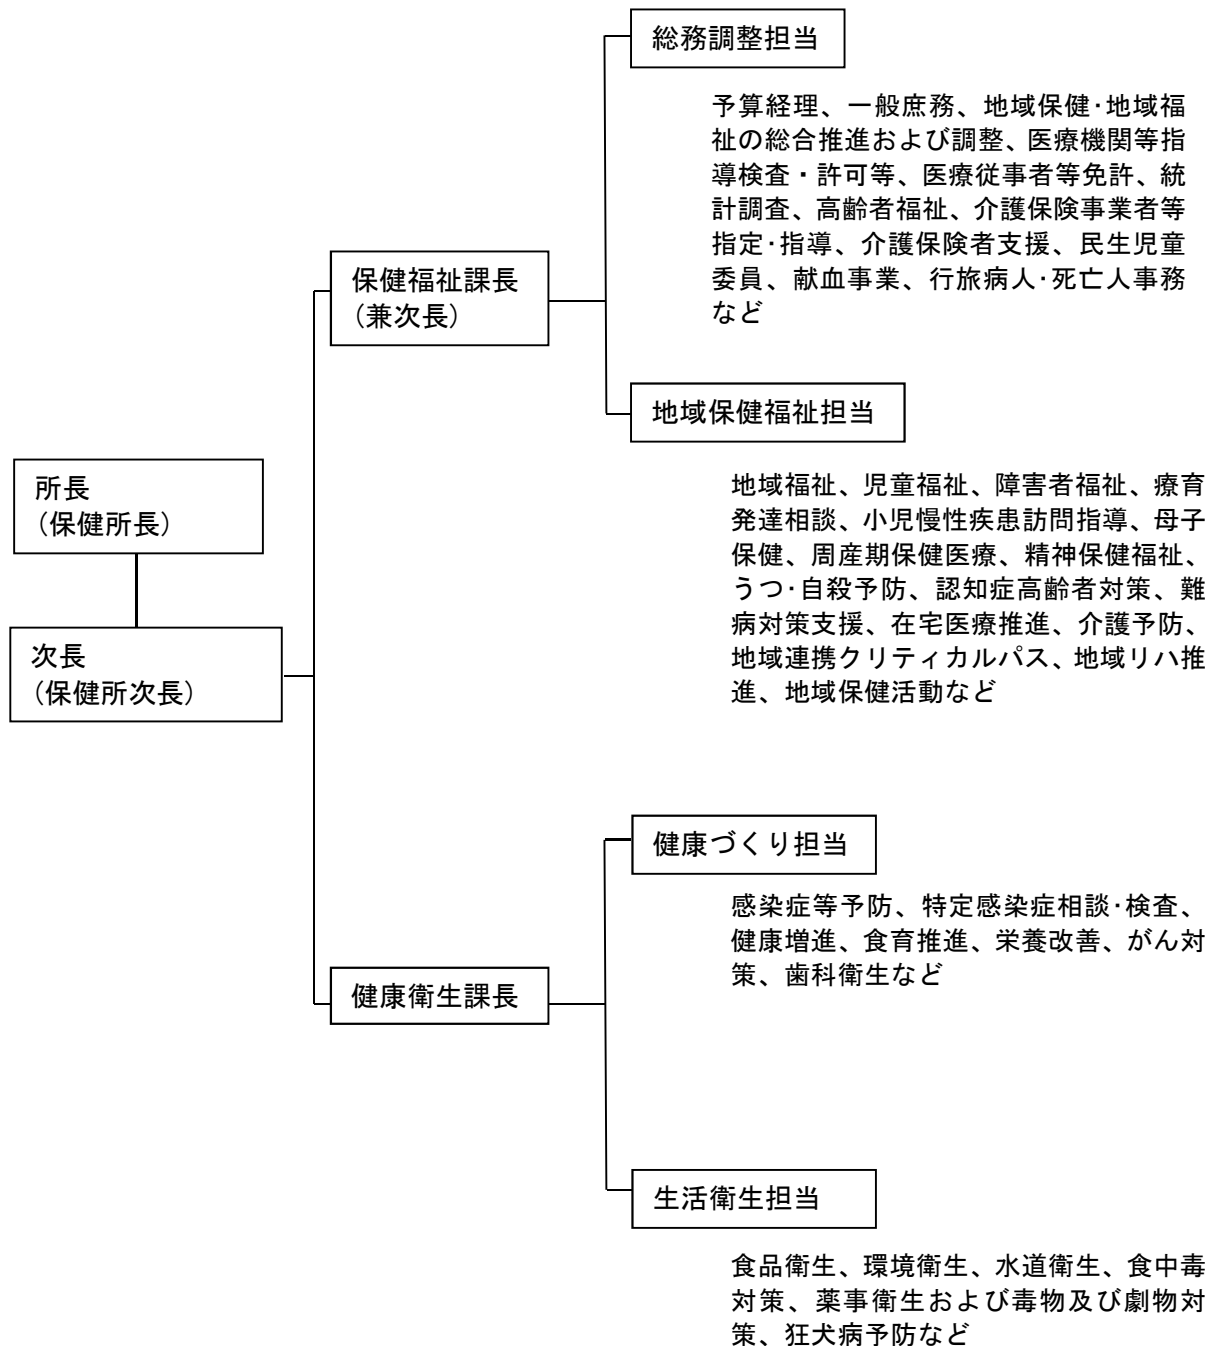 総務調整担当
予算経理、一般庶務、地域保健･地域福
祉の総合推進および調整、医療機関等指
導検査・許可等、医療従事者等免許、統
計調査、高齢者福祉、介護保険事業者等
指定･指導、介護保険者支援、民生児童
委員、献血事業、行旅病人･死亡人事務
など
保健福祉課長
(兼次長)
地域保健福祉担当
地域福祉、児童福祉、障害者福祉、療育
発達相談、小児慢性疾患訪問指導、母子
保健、周産期保健医療、精神保健福祉、
うつ･自殺予防、認知症高齢者対策、難
病対策支援、在宅医療推進、介護予防、
地域連携クリティカルパス、地域リハ推
進、地域保健活動など
所長
(保健所長)
次長
(保健所次長)
健康づくり担当
感染症等予防、特定感染症相談･検査、
健康増進、食育推進、栄養改善、がん対
策、歯科衛生など
健康衛生課長
生活衛生担当
食品衛生、環境衛生、水道衛生、食中毒
対策、薬事衛生および毒物及び劇物対
策、狂犬病予防など